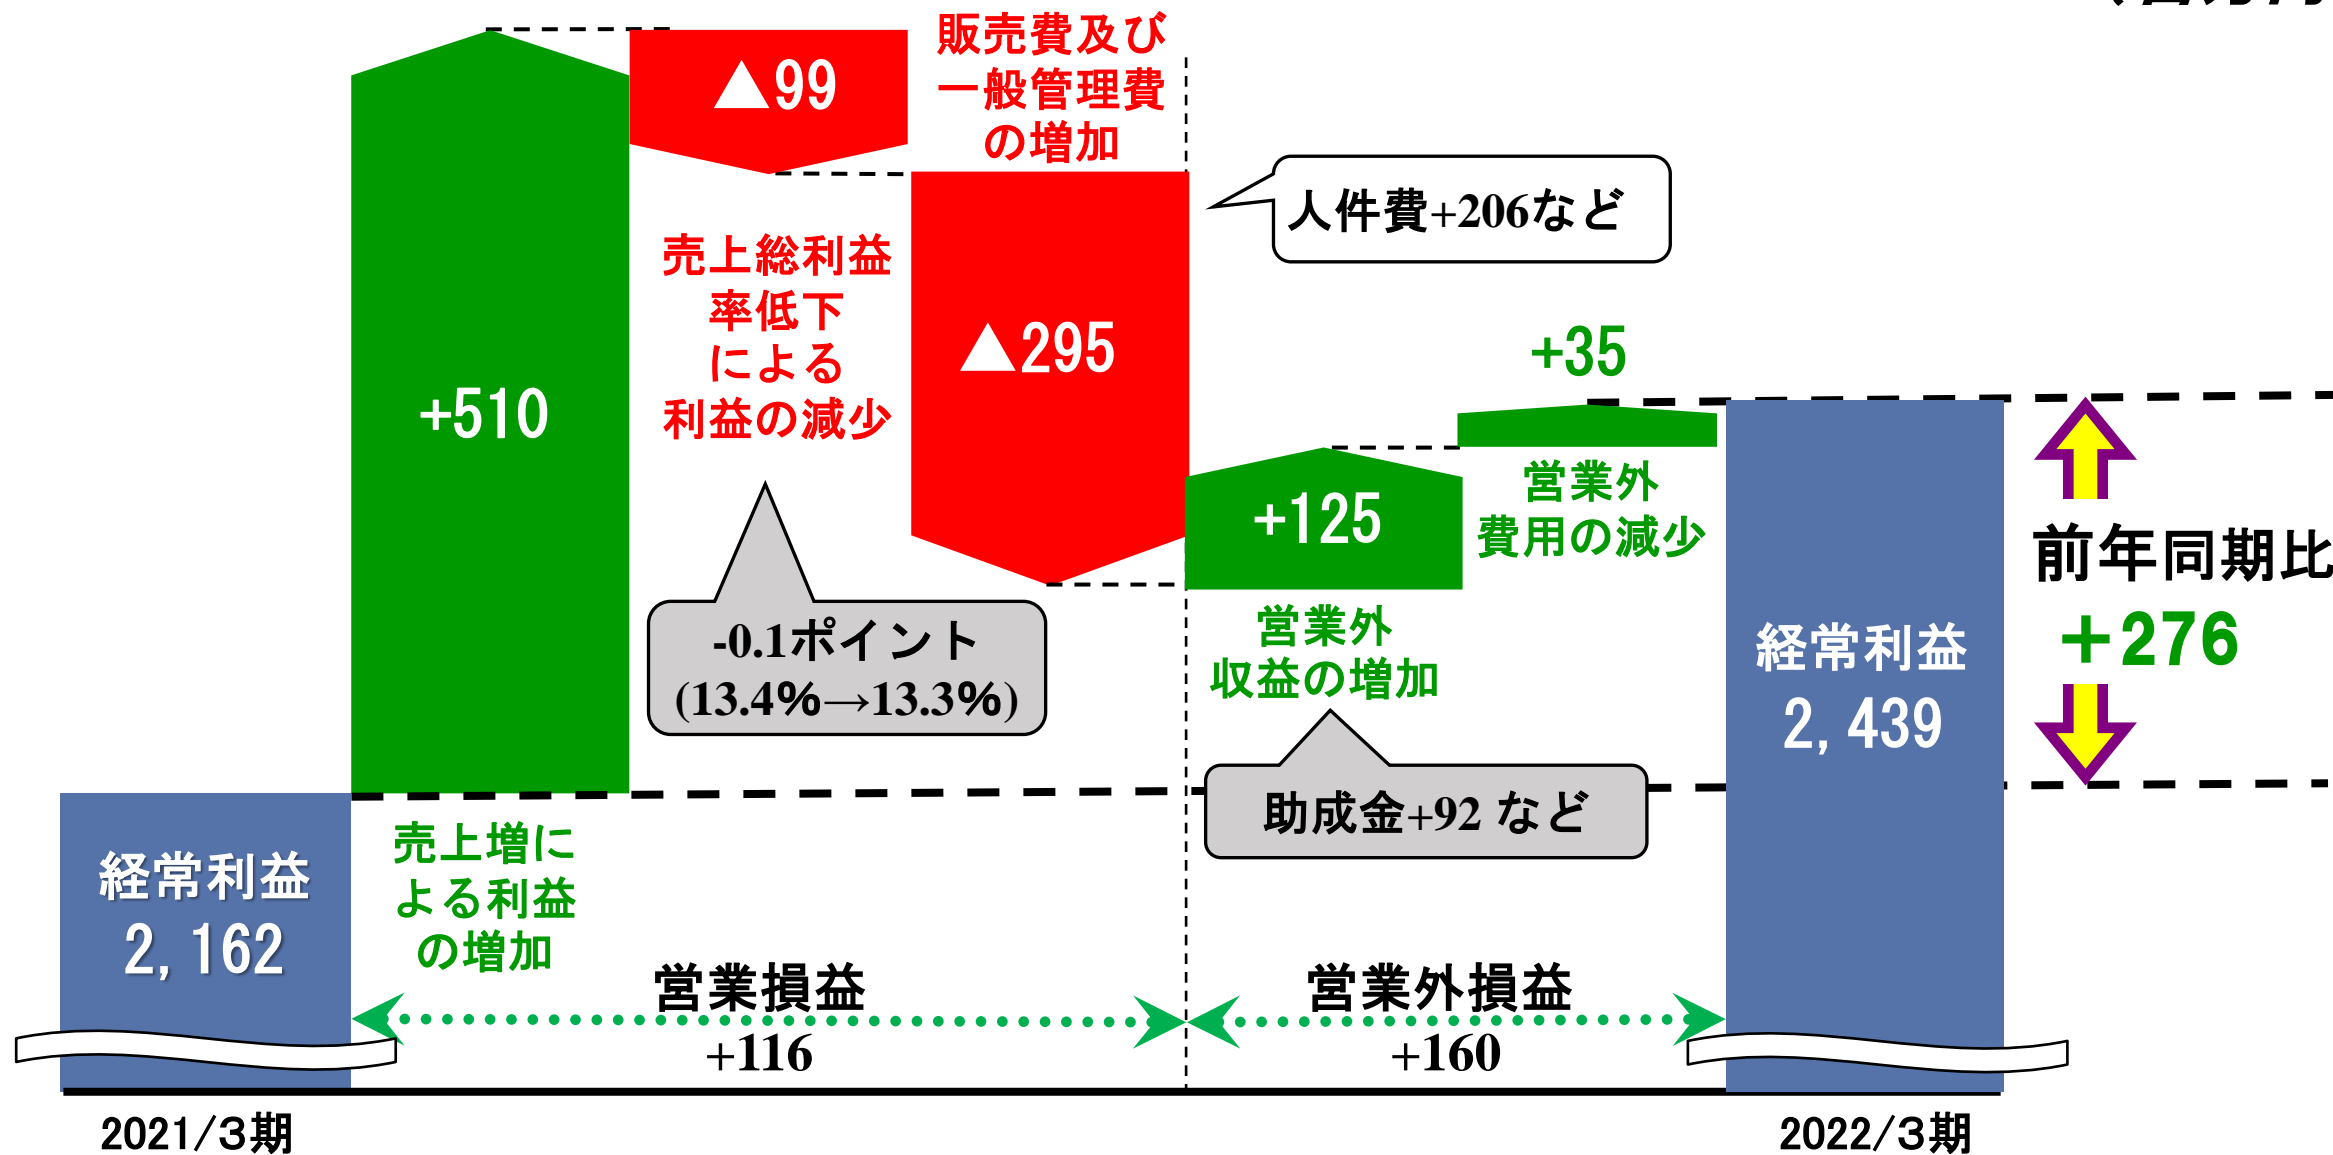 販売費及び
一般管理費
の増加
▲99
人件費+206など
売上総利益
率低下
による
利益の減少
▲295
+35
+510
+125
営業外
費用の減少
前年同期比
+276
-0.1ポイント
(13.4%→13.3%)
営業外
収益の増加
経常利益
2,439
助成金+92 など
経常利益
2,162
売上増に
よる利益
の増加
営業損益
+116
営業外損益
+160
2021/3期
2022/3期